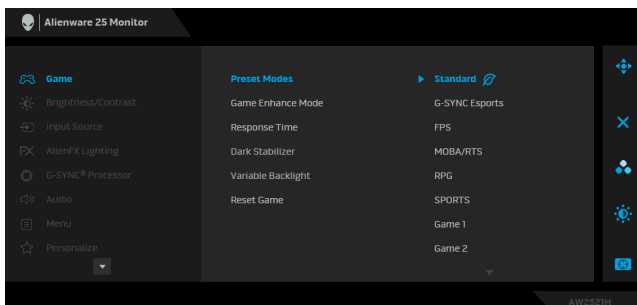 Alienware 25 Monitor
Game
Brightness/Contrast
Input Source
FX AlienFX Lighting
G-SYNC® Processor
Audio
Menu
Personalize
Preset Modes
Game Enhance Mode
Response Time
Dark Stabilizer
Variable Backlight
Reset Game
Standard
G-SYNC Esports
FPS
MOBA/RTS
RPG
SPORTS
Game 1
Game 2
AW2521H